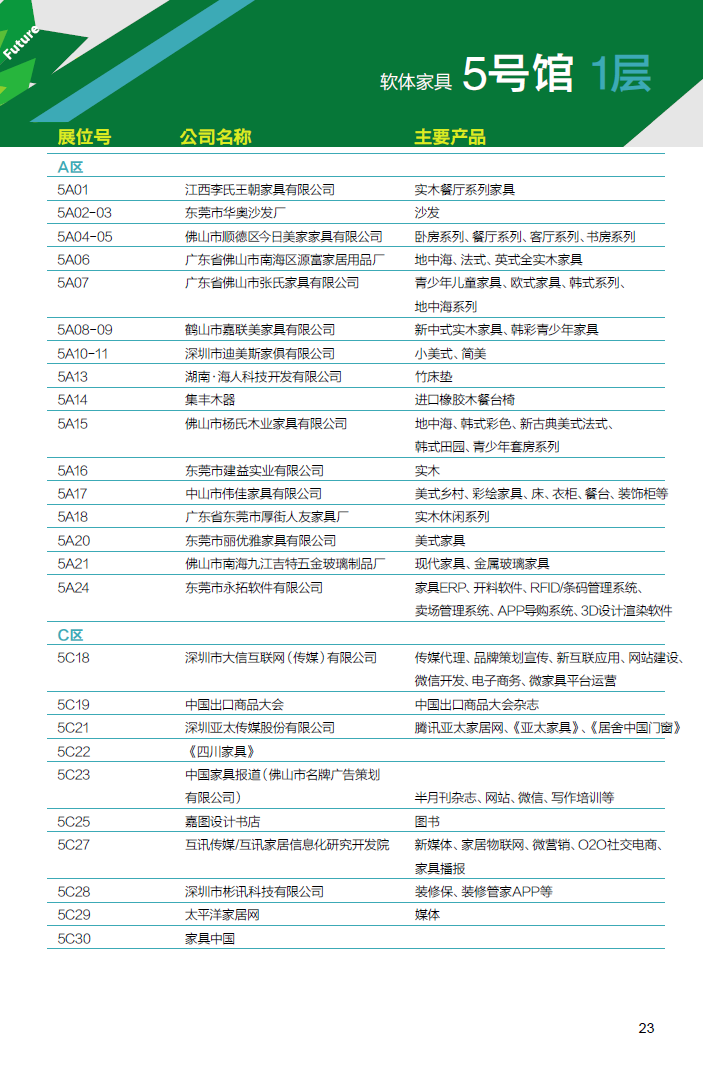 Future
软体家具 5号馆 1层
展位号 公司名称 主要产品
A区
5A01 江西李氏王朝家具有限公司 实木餐厅系列家具
5A02-03 东莞市华奥沙发厂 沙发
5A04-05 佛山市顺德区今日美家家具有限公司 卧房系列、餐厅系列、客厅系列、书房系列
5A06 广东省佛山市南海区源富家居用品厂 地中海、法式、英式全实木家具
5A07 广东省佛山市张氏家具有限公司 青少年儿童家具、欧式家具、韩式系列、
地中海系列
5A08-09 鹤山市嘉联美家具有限公司 新中式实木家具、韩彩青少年家具
5A10-11 深圳市迪美斯家俱有限公司 小美式、简美
5A13 湖南·海人科技开发有限公司 竹床垫
5A14 集丰木器 进口橡胶木餐台椅
5A15 佛山市杨氏木业家具有限公司 地中海、韩式彩色、新古典美式法式、
韩式田园、青少年套房系列
5A16 东莞市建益实业有限公司 实木
5A17 中山市伟佳家具有限公司 美式乡村、彩绘家具、床、衣柜、餐台、装饰柜等
5A18 广东省东莞市厚街人友家具厂 实木休闲系列
5A20 东莞市丽优雅家具有限公司 美式家具
5A21 佛山市南海九江吉特五金玻璃制品厂 现代家具、金属玻璃家具
5A24 东莞市永拓软件有限公司 家具ERP、开料软件、RFID/条码管理系统、
卖场管理系统、APP导购系统、3D设计渲染软件
C区
5C18 深圳市大信互联网（传媒）有限公司 传媒代理、品牌策划宣传、新互联应用、网站建设、
微信开发、电子商务、微家具平台运营
5C19 中国出口商品大会 中国出口商品大会杂志
5C21 深圳亚太传媒股份有限公司 腾讯亚太家居网、《亚太家具》、《居舍中国门窗》
5C22 《四川家具》
5C23 中国家具报道（佛山市名牌广告策划
有限公司） 半月刊杂志、网站、微信、写作培训等
5C25 嘉图设计书店 图书
5C27 互讯传媒/互讯家居信息化研究开发院 新媒体、家居物联网、微营销、O2O社交电商、
家具播报
5C28 深圳市彬讯科技有限公司 装修保、装修管家APP等
5C29 太平洋家居网 媒体
5C30 家具中国
23